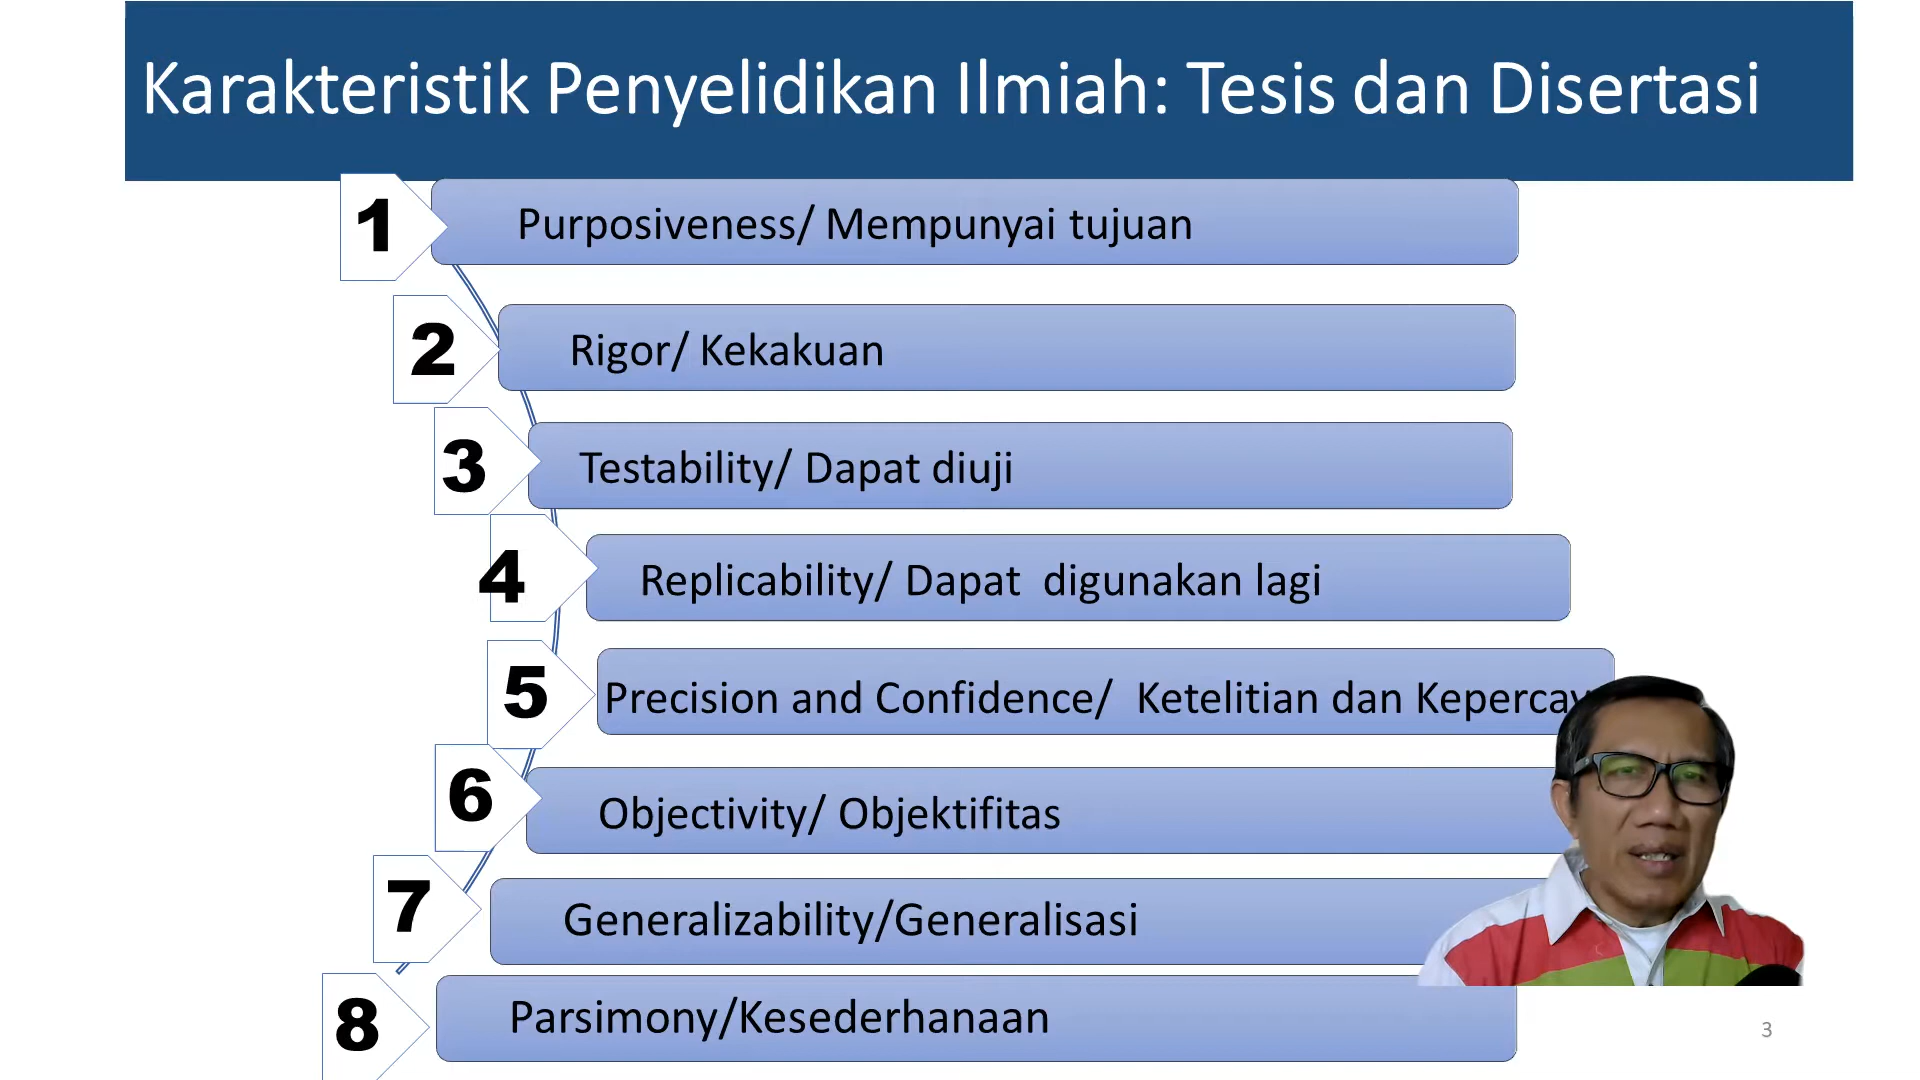 Karakteristik Penyelidikan Ilmiah: Tesis dan Disertasi
1
Purposiveness/ Mempunyai tujuan
2
Rigor/ Kekakuan
3
Testability/ Dapat diuji
4
Replicability/ Dapat digunakan lagi
5
Precision and Confidence/ Ketelitian dan
6
Objectivity/ Objektifitas
7
Generalizability/Generalisasi
8
Parsimony/Kesederhanaan
3